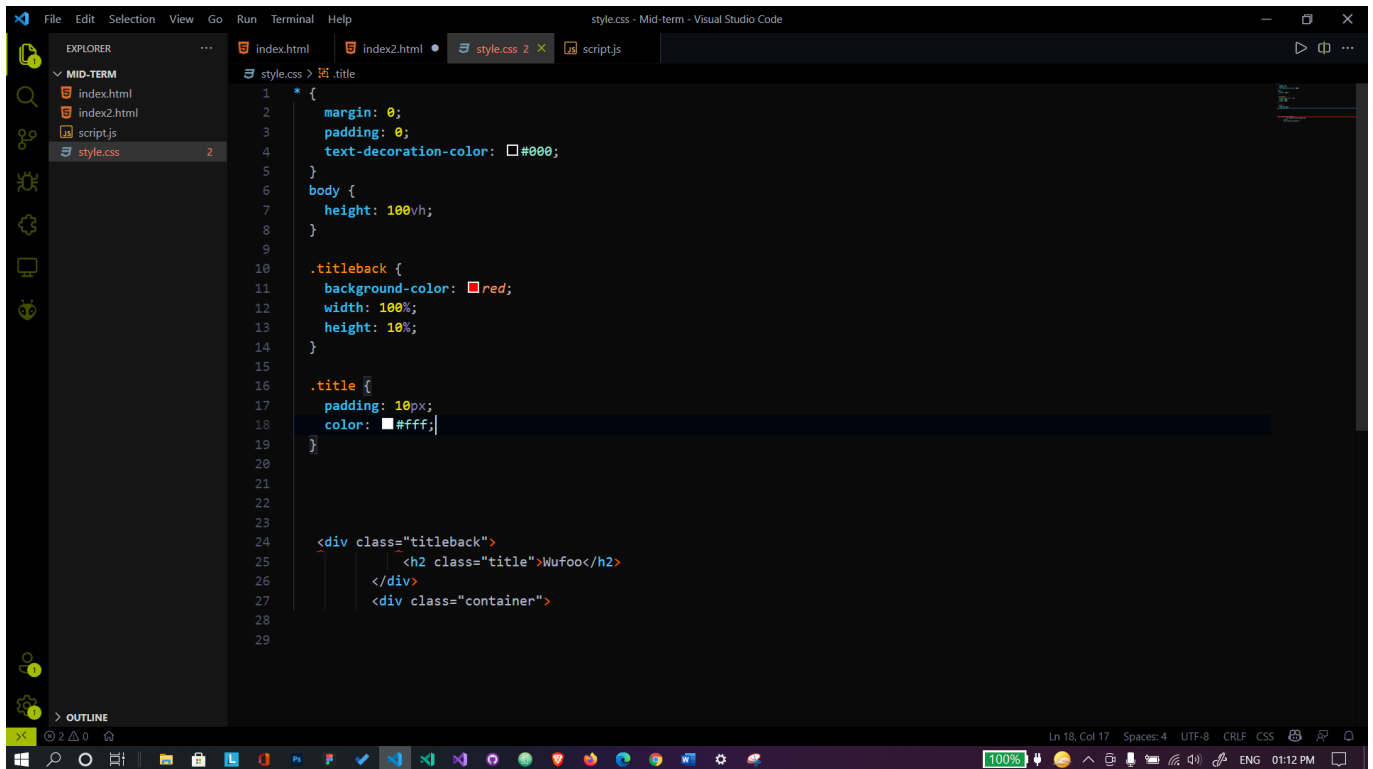 File Edit Selection View Go Run Terminal Help style.css - Mid-term - Visual Studio Code
EXPLORER
index.html index2.html style.css 2 script.js
MID-TERM
index.html
index2.html
JS script.js
style.css 2
style.css > .title
1 * {
2 margin: 0;
3 padding: 0;
4 text-decoration-color: #000;
5 }
6 body {
7 height: 100vh;
8 }
9
10 .titleback {
11 background-color: red;
12 width: 100%;
13 height: 10%;
14 }
15
16 .title {
17 padding: 10px;
18 color: #fff;
19 }
20
21
22
23
24 <div class="titleback">
25 <h2 class="title">Wufoo</h2>
26 </div>
27 <div class="container">
28
29
1
1
1
OUTLINE
2 0 Ln 18, Col 17 Spaces: 4 UTF-8 CRLF CSS
L Ps W 100% ENG 01:12 PM